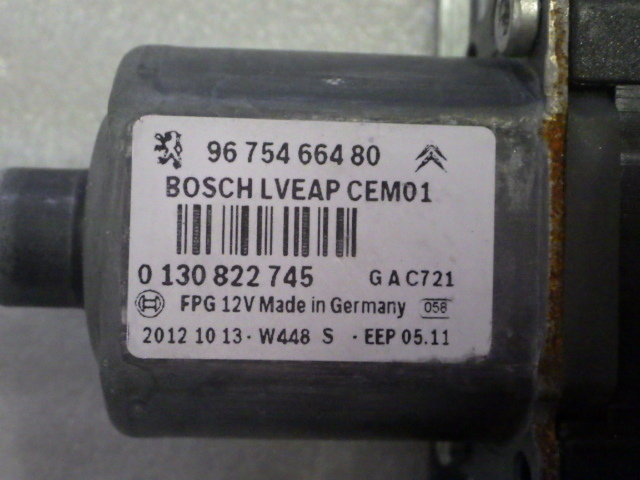 96 754 664 80
BOSCH LVEAP CEM01
0 130 822 745 G A C721
FPG 12V Made in Germany 056
2012 10 13 · W448 S · EEP 05.11